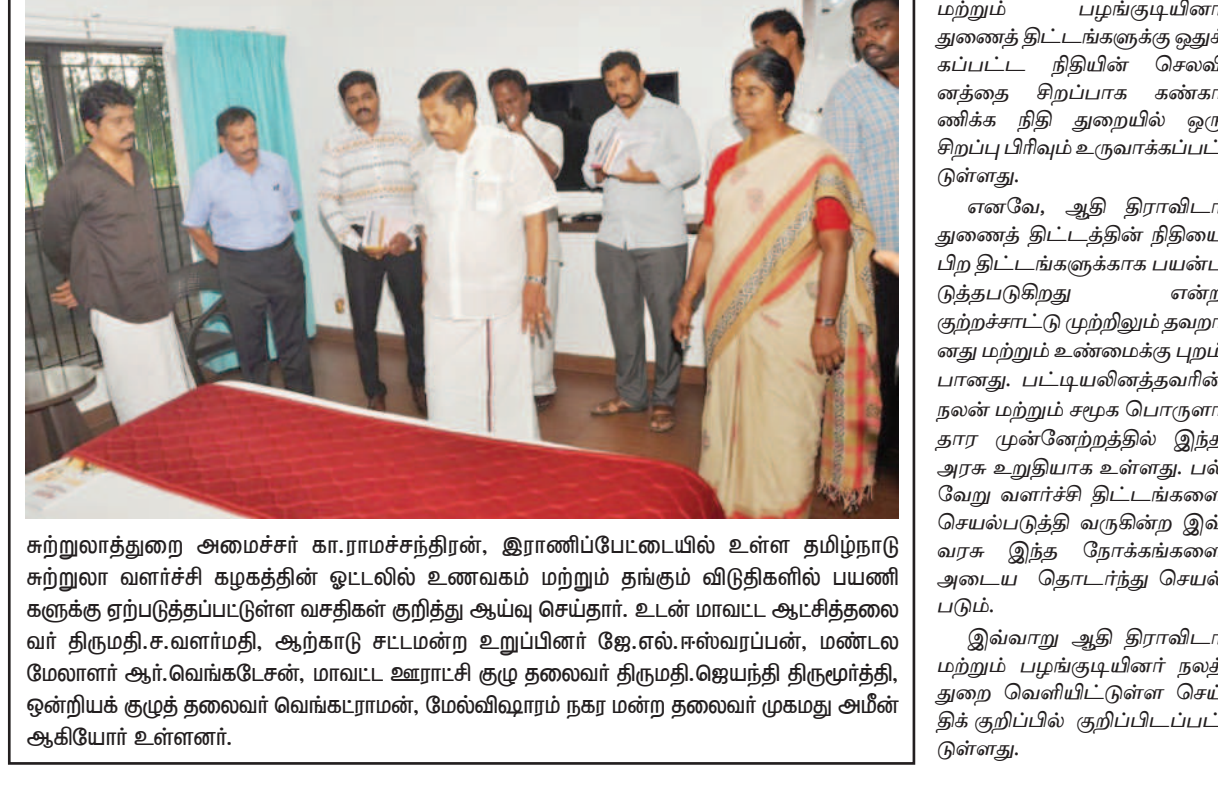 சுற்றுலாத்துறை அமைச்சர் கா.ராமச்சந்திரன், இராணிப்பேட்டையில் உள்ள தமிழ்நாடு
சுற்றுலா வளர்ச்சி கழகத்தின் ஓட்டலில் உணவகம் மற்றும் தங்கும் விடுதிகளில் பயணி
களுக்கு ஏற்படுத்தப்பட்டுள்ள வசதிகள் குறித்து ஆய்வு செய்தார். உடன் மாவட்ட ஆட்சித்தலை
வர் திருமதி.ச.வளர்மதி, ஆற்காடு சட்டமன்ற உறுப்பினர் ஜே.எல்.ஈஸ்வரப்பன், மண்டல
மேலாளர் ஆர்.வெங்கடேசன், மாவட்ட ஊராட்சி குழு தலைவர் திருமதி.ஜெயந்தி திருமூர்த்தி,
ஒன்றியக் குழுத் தலைவர் வெங்கட்ராமன், மேல்விஷாரம் நகர மன்ற தலைவர் முகமது அமீன்
ஆகியோர் உள்ளனர்.
மற்றும் பழங்குடியினர்
துணைத் திட்டங்களுக்கு ஒதுக்
கப்பட்ட நிதியின் செலவி
னத்தை சிறப்பாக கண்கா
ணிக்க நிதி துறையில் ஒரு
சிறப்பு பிரிவும் உருவாக்கப்பட்
டுள்ளது.
எனவே, ஆதி திராவிடர்
துணைத் திட்டத்தின் நிதியை
பிற திட்டங்களுக்காக பயன்ப
டுத்தபடுகிறது என்ற
குற்றச்சாட்டு முற்றிலும் தவறா
னது மற்றும் உண்மைக்கு புறம்
பானது. பட்டியலினத்தவரின்
நலன் மற்றும் சமூக பொருளா
தார முன்னேற்றத்தில் இந்த
அரசு உறுதியாக உள்ளது. பல்
வேறு வளர்ச்சி திட்டங்களை
செயல்படுத்தி வருகின்ற இவ்
வரசு இந்த நோக்கங்களை
அடைய தொடர்ந்து செயல்
படும்.
இவ்வாறு ஆதி திராவிடர்
மற்றும் பழங்குடியினர் நலத்
துறை வெளியிட்டுள்ள செய்
திக் குறிப்பில் குறிப்பிடப்பட்
டுள்ளது.